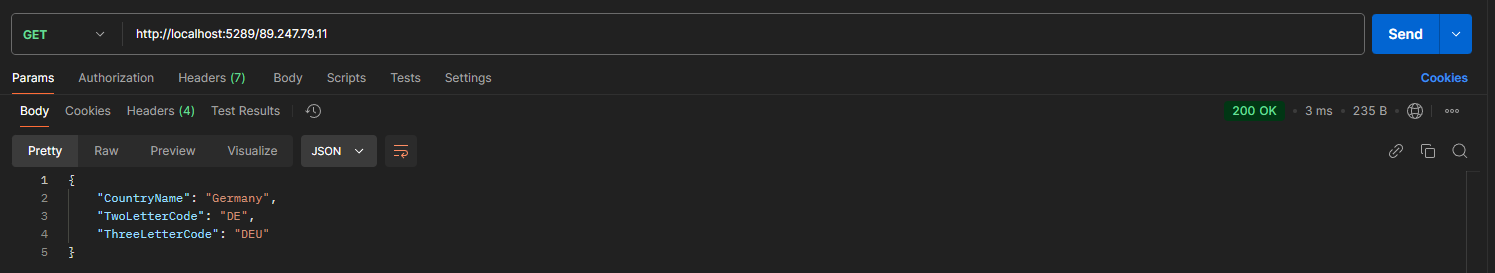 GET http://localhost:5289/89.247.79.11 Send
Params Authorization Headers (7) Body Scripts Tests Settings Cookies
Body Cookies Headers (4) Test Results 200 OK • 3 ms • 235 B
Pretty Raw Preview Visualize JSON
1 {
2 "CountryName": "Germany",
3 "TwoLetterCode": "DE",
4 "ThreeLetterCode": "DEU"
5 }